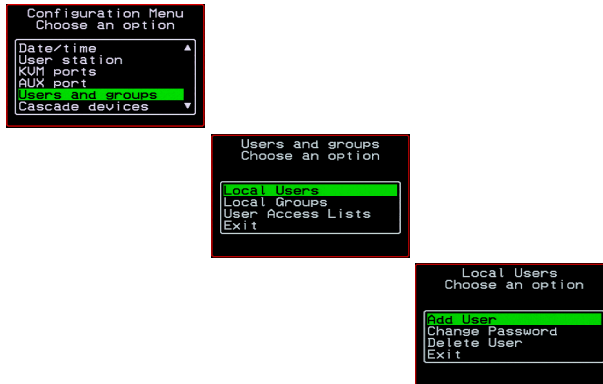 Configuration Menu
Choose an option
Date/time
User station
KVM ports
AUX port
Users and groups
Cascade devices
Users and groups
Choose an option
Local Users
Local Groups
User Access Lists
Exit
Local Users
Choose an option
Add User
Change Password
Delete User
Exit